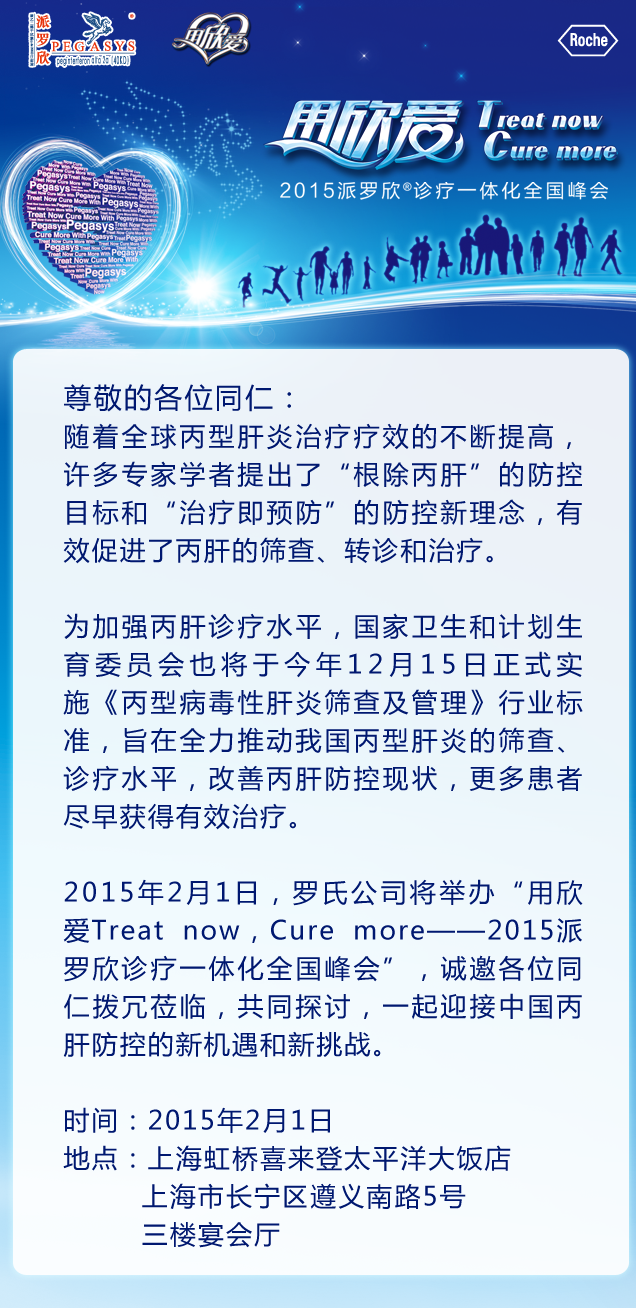 派罗欣
PEGASYS
peginterferon alfa-2a (40KD)
用欣爱
Roche
用欣爱 Treat now
Cure more
2015派罗欣®诊疗一体化全国峰会
Treat Now Cure More With Pegasys
尊敬的各位同仁：
随着全球丙型肝炎治疗疗效的不断提高，
许多专家学者提出了“根除丙肝”的防控
目标和“治疗即预防”的防控新理念，有
效促进了丙肝的筛查、转诊和治疗。
为加强丙肝诊疗水平，国家卫生和计划生
育委员会也将于今年12月15日正式实
施《丙型病毒性肝炎筛查及管理》行业标
准，旨在全力推动我国丙型肝炎的筛查、
诊疗水平，改善丙肝防控现状，更多患者
尽早获得有效治疗。
2015年2月1日，罗氏公司将举办“用欣
爱Treat now，Cure more——2015派
罗欣诊疗一体化全国峰会”，诚邀各位同
仁拨冗莅临，共同探讨，一起迎接中国丙
肝防控的新机遇和新挑战。
时间：2015年2月1日
地点：上海虹桥喜来登太平洋大饭店
上海市长宁区遵义南路5号
三楼宴会厅